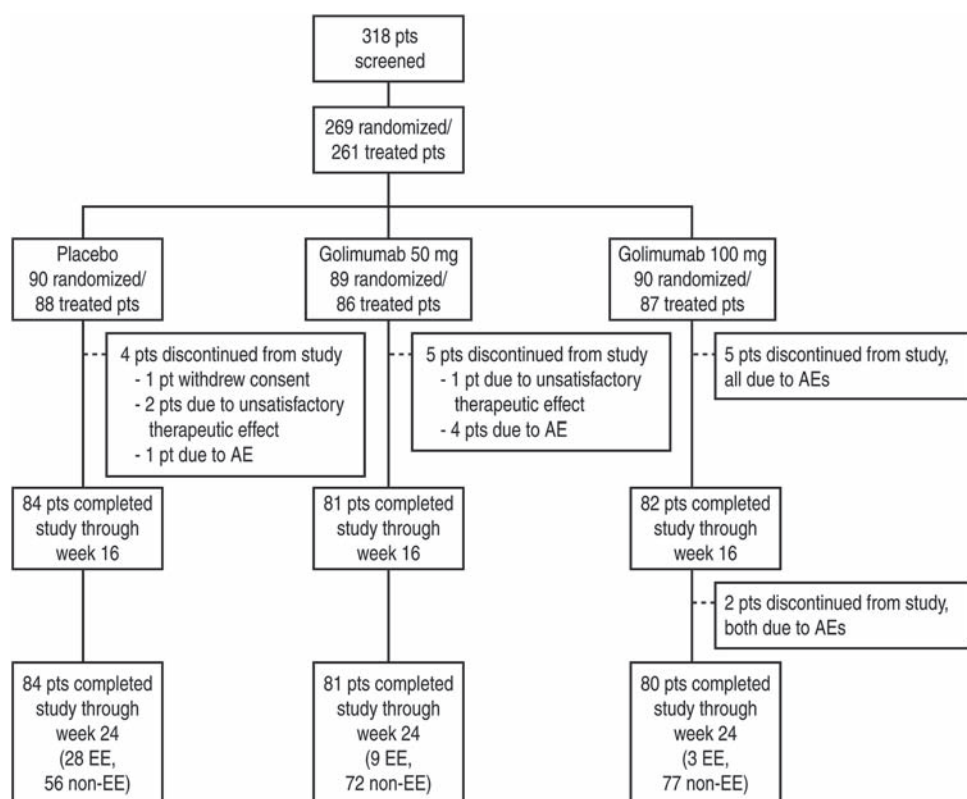 318 pts
screened
269 randomized/
261 treated pts
Placebo
90 randomized/
88 treated pts
Golimumab 50 mg
89 randomized/
86 treated pts
Golimumab 100 mg
90 randomized/
87 treated pts
4 pts discontinued from study
- 1 pt withdrew consent
- 2 pts due to unsatisfactory
therapeutic effect
- 1 pt due to AE
5 pts discontinued from study
- 1 pt due to unsatisfactory
therapeutic effect
- 4 pts due to AE
5 pts discontinued from study,
all due to AEs
84 pts completed
study through
week 16
81 pts completed
study through
week 16
82 pts completed
study through
week 16
2 pts discontinued from study,
both due to AEs
84 pts completed
study through
week 24
(28 EE,
56 non-EE)
81 pts completed
study through
week 24
(9 EE,
72 non-EE)
80 pts completed
study through
week 24
(3 EE,
77 non-EE)